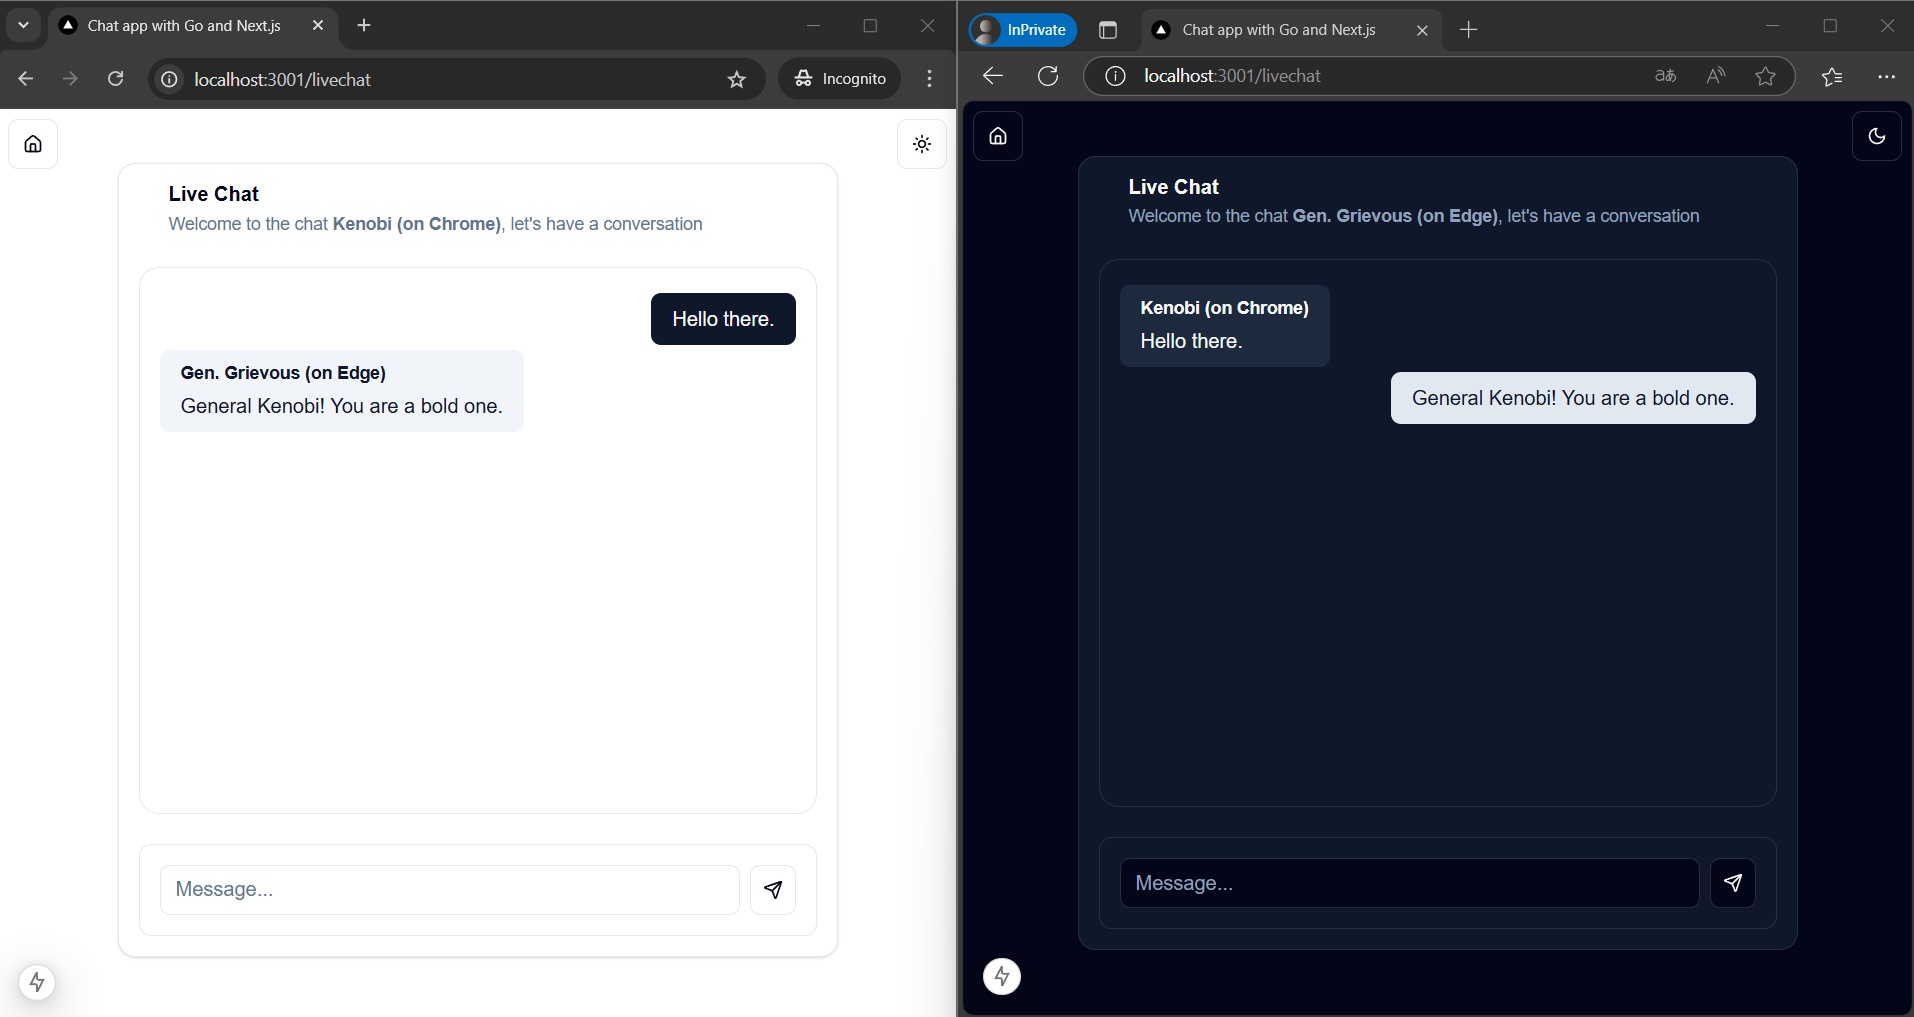 Chat app with Go and Next.js
localhost:3001/livechat
Incognito
Live Chat
Welcome to the chat Kenobi (on Chrome), let's have a conversation
Hello there.
Gen. Grievous (on Edge)
General Kenobi! You are a bold one.
Message...
InPrivate
Chat app with Go and Next.js
localhost:3001/livechat
aあ
A
Live Chat
Welcome to the chat Gen. Grievous (on Edge), let's have a conversation
Kenobi (on Chrome)
Hello there.
General Kenobi! You are a bold one.
Message...